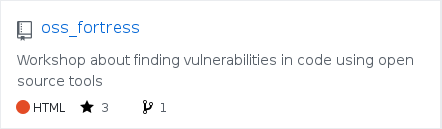 oss_fortress
Workshop about finding vulnerabilities in code using open
source tools
HTML 3 1